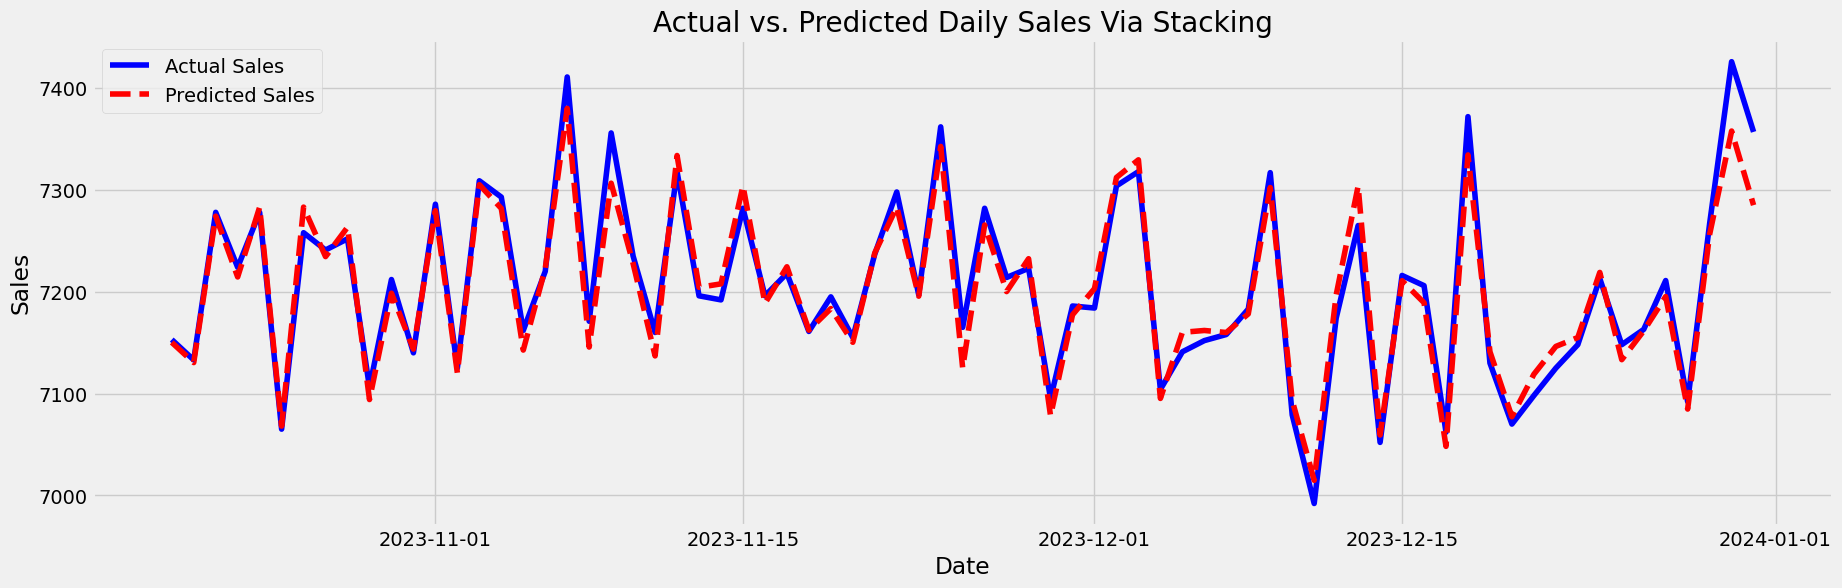 Actual vs. Predicted Daily Sales Via Stacking
Actual Sales
Predicted Sales
7400
7300
7200
7100
7000
Sales
2023-11-01
2023-11-15
2023-12-01
2023-12-15
2024-01-01
Date